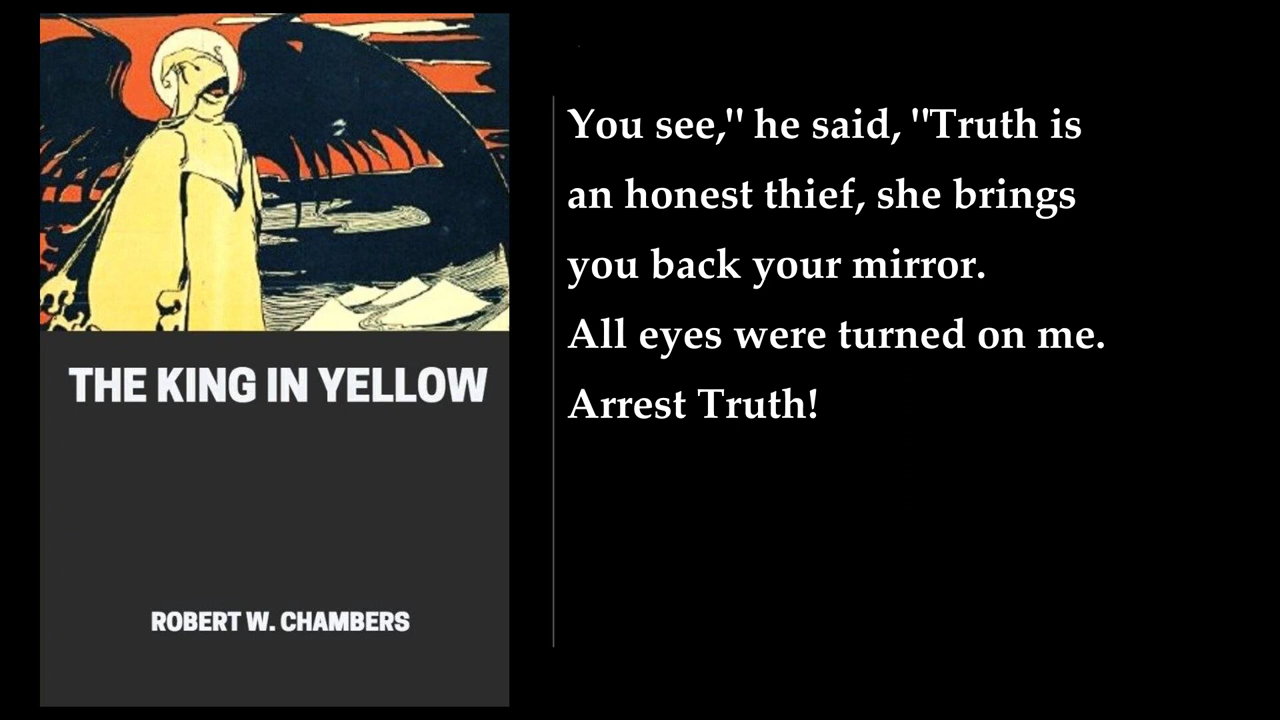 THE KING IN YELLOW
ROBERT W. CHAMBERS
You see," he said, "Truth is
an honest thief, she brings
you back your mirror.
All eyes were turned on me.
Arrest Truth!